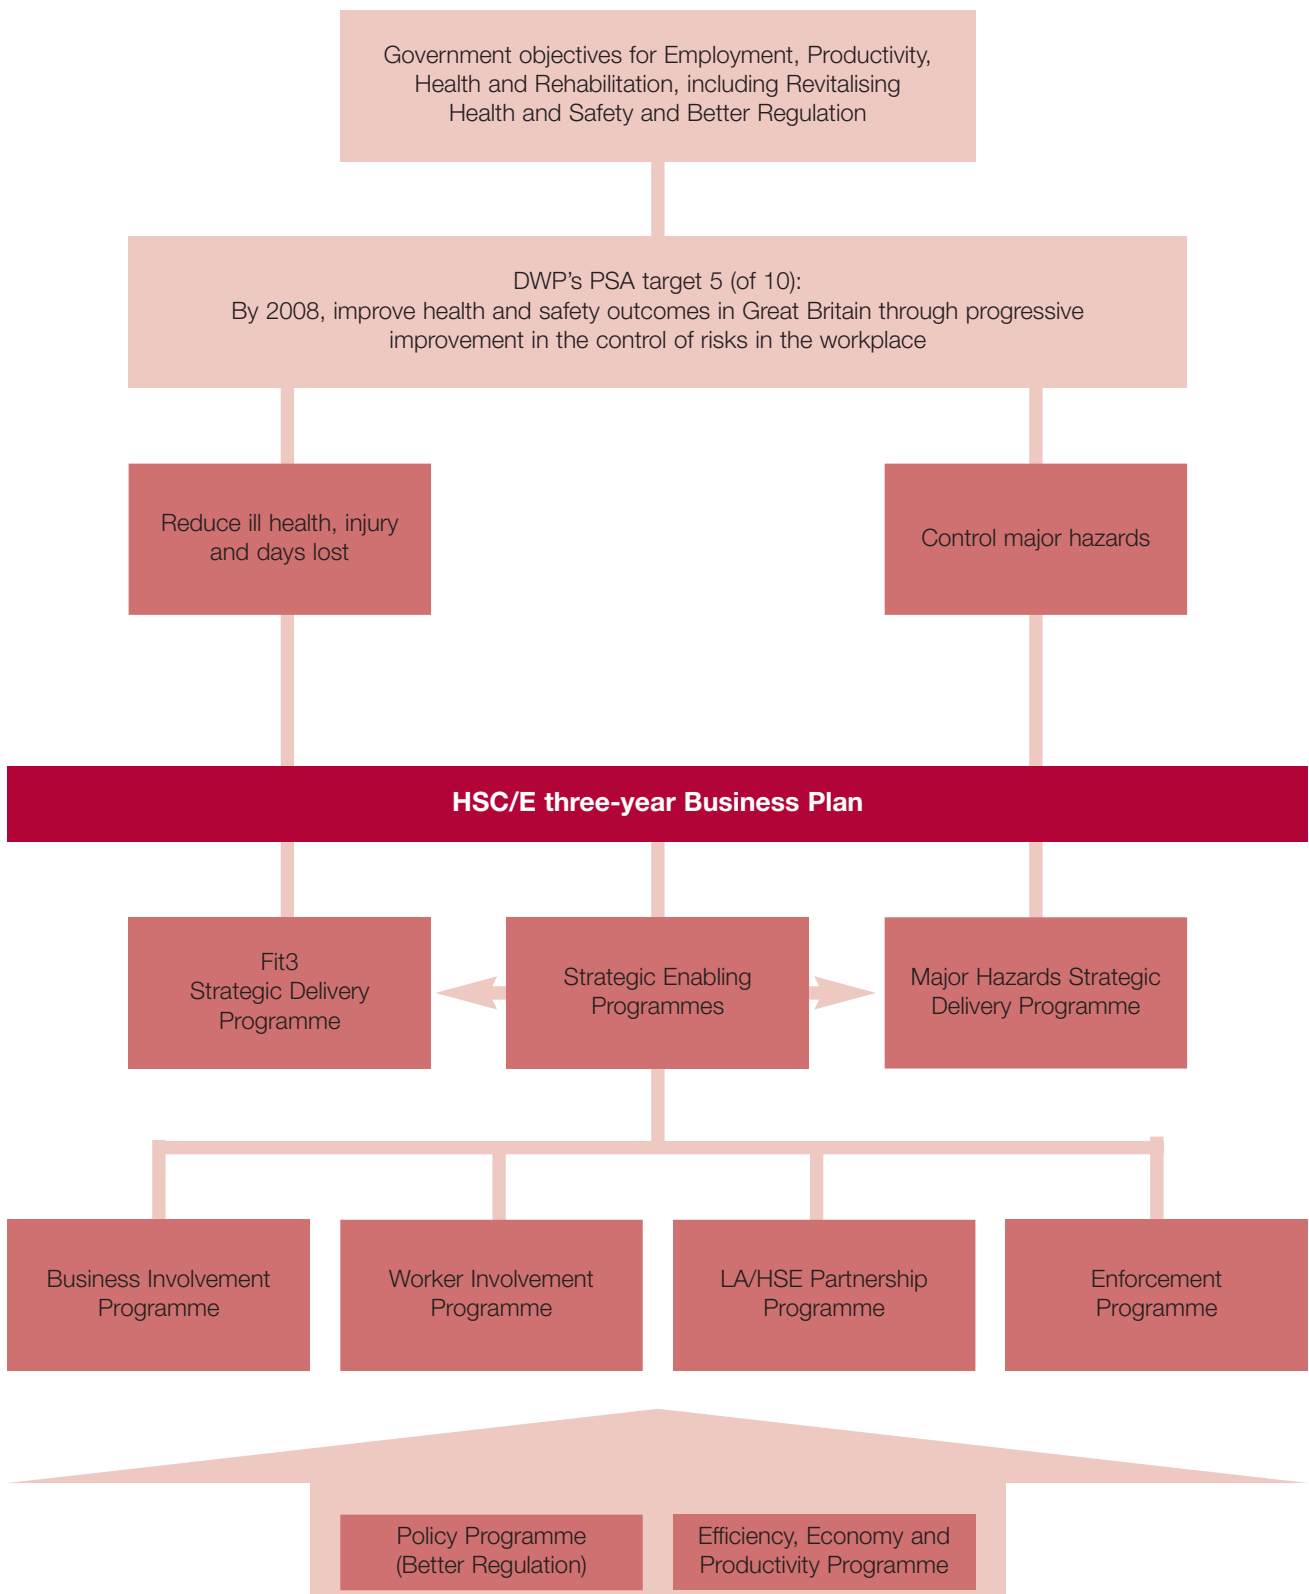 Government objectives for Employment, Productivity,
Health and Rehabilitation, including Revitalising
Health and Safety and Better Regulation
DWP's PSA target 5 (of 10):
By 2008, improve health and safety outcomes in Great Britain through progressive
improvement in the control of risks in the workplace
Reduce ill health, injury
and days lost
Control major hazards
HSC/E three-year Business Plan
Fit3
Strategic Delivery
Programme
Strategic Enabling
Programmes
Major Hazards Strategic
Delivery Programme
Business Involvement
Programme
Worker Involvement
Programme
LA/HSE Partnership
Programme
Enforcement
Programme
Policy Programme
(Better Regulation)
Efficiency, Economy and
Productivity Programme